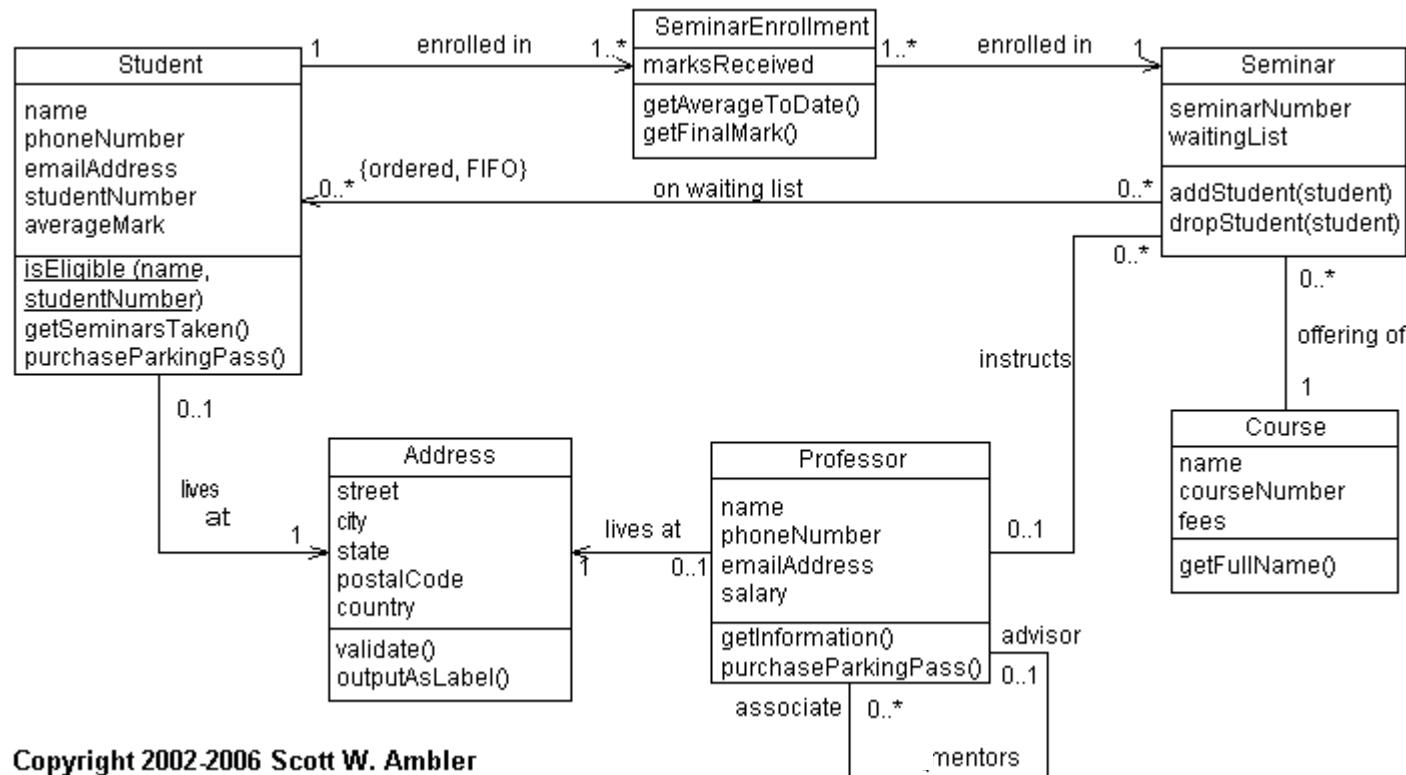 SeminarEnrollment
marksReceived
getAverageToDate()
getFinalMark()
1 enrolled in 1..*
1..* enrolled in 1
Student
name
phoneNumber
emailAddress
studentNumber
averageMark
isEligible (name,
studentNumber)
getSeminarsTaken()
purchaseParkingPass()
Seminar
seminarNumber
waitingList
addStudent(student)
dropStudent(student)
{ordered, FIFO}
0..* on waiting list 0..*
0..*
instructs
0..1
0..*
offering of
1
Course
name
courseNumber
fees
getFullName()
0..1
lives
at
1
Address
street
city
state
postalCode
country
validate()
outputAsLabel()
lives at
1 0..1
Professor
name
phoneNumber
emailAddress
salary
getInformation()
purchaseParkingPass()
advisor
0..1
associate 0..*
mentors
Copyright 2002-2006 Scott W. Ambler